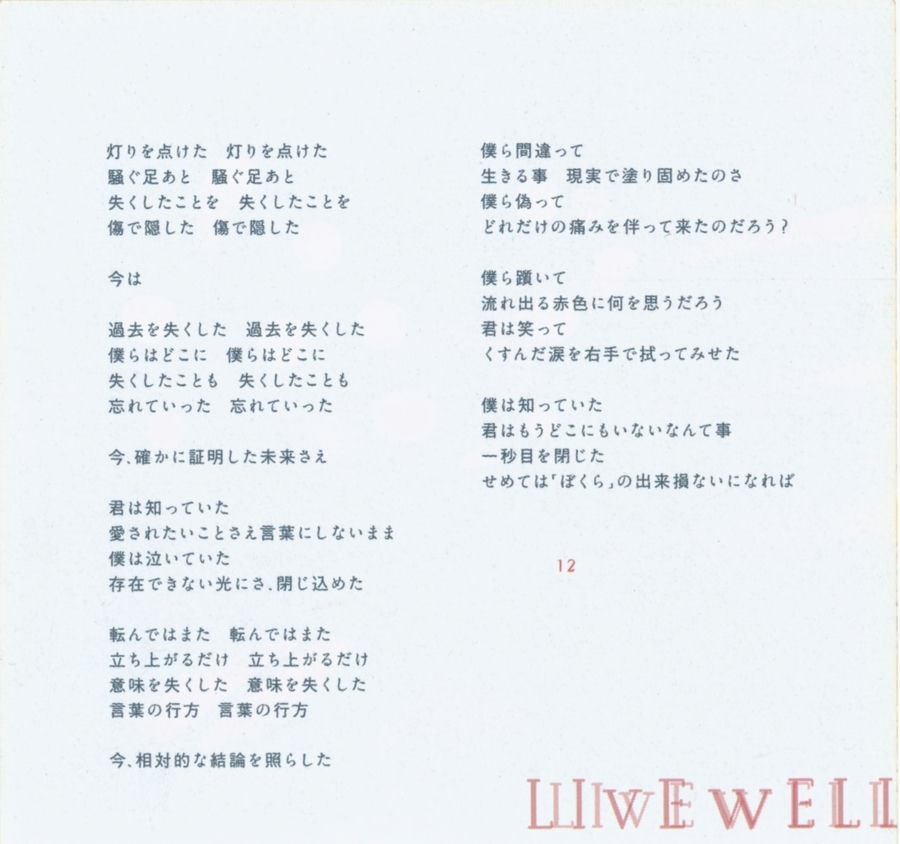 灯りを点けた　灯りを点けた
騒ぐ足あと　騒ぐ足あと
失くしたことを　失くしたことを
傷で隠した　傷で隠した
今は
過去を失くした　過去を失くした
僕らはどこに　僕らはどこに
失くしたことも　失くしたことも
忘れていった　忘れていった
今、確かに証明した未来さえ
君は知っていた
愛されたいことさえ言葉にしないまま
僕は泣いていた
存在できない光にさ、閉じ込めた
転んではまた　転んではまた
立ち上がるだけ　立ち上がるだけ
意味を失くした　意味を失くした
言葉の行方　言葉の行方
今、相対的な結論を照らした
僕ら間違って
生きる事　現実で塗り固めたのさ
僕ら偽って
どれだけの痛みを伴って来たのだろう?
僕ら躓いて
流れ出る赤色に何を思うだろう
君は笑って
くすんだ涙を右手で拭ってみせた
僕は知っていた
君はもうどこにもいないなんて事
一秒目を閉じた
せめては「ぼくら」の出来損ないになれば
12
WEWELL